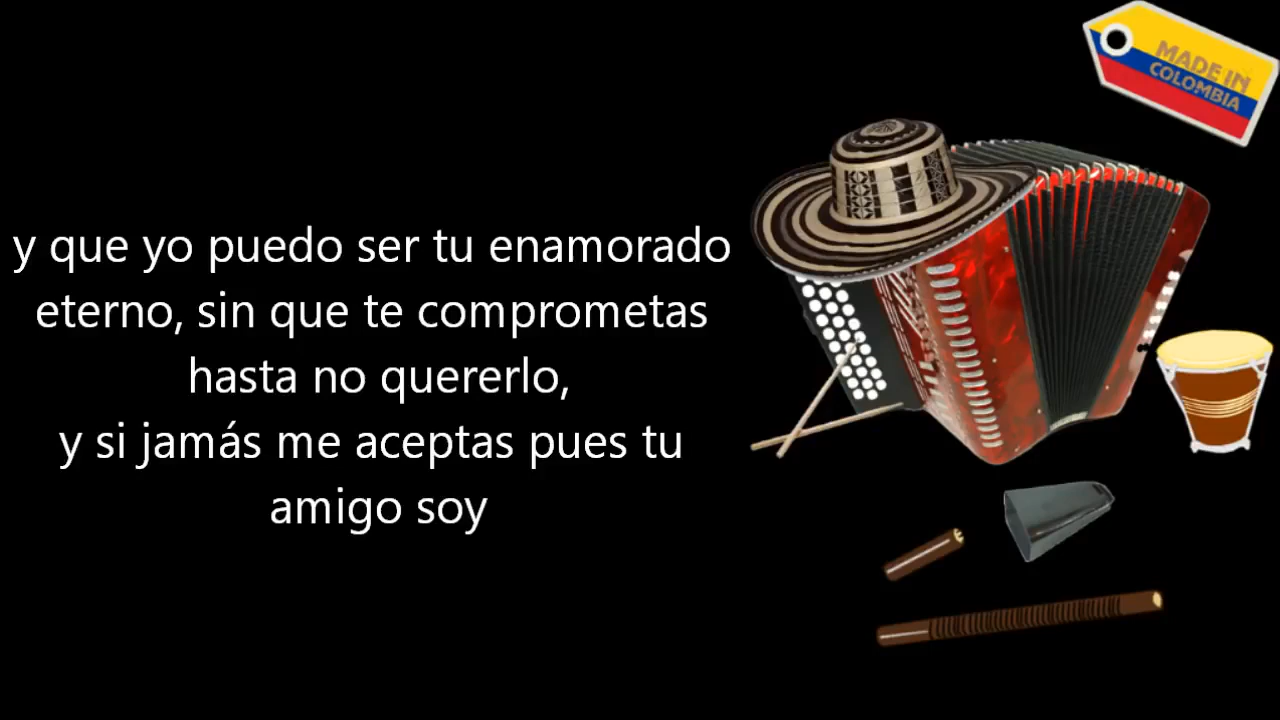 MADE IN
COLOMBIA
y que yo puedo ser tu enamorado
eterno, sin que te comprometas
hasta no quererlo,
y si jamás me aceptas pues tu
amigo soy